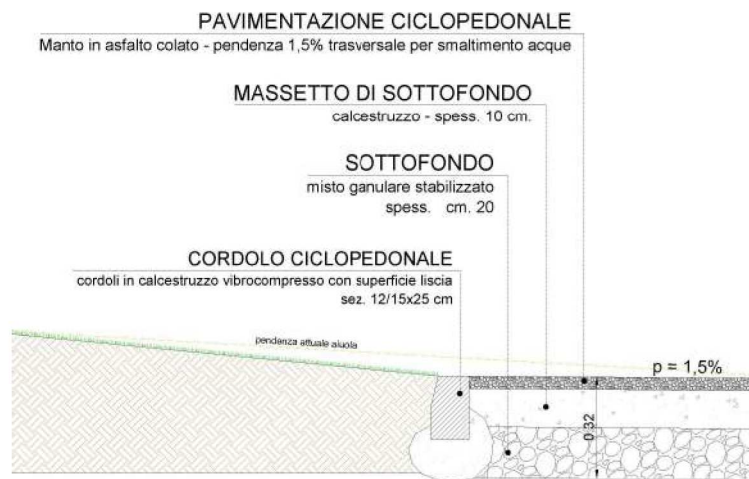 PAVIMENTAZIONE CICLOPEDONALE
Manto in asfalto colato - pendenza 1,5% trasversale per smaltimento acque
MASSETTO DI SOTTOFONDO
calcestruzzo - spess. 10 cm.
SOTTOFONDO
misto ganulare stabilizzato
spess. cm. 20
CORDOLO CICLOPEDONALE
cordoli in calcestruzzo vibrocompresso con superficie liscia
sez. 12/15x25 cm
pendenza attuale aiuola
p = 1,5%
0.32